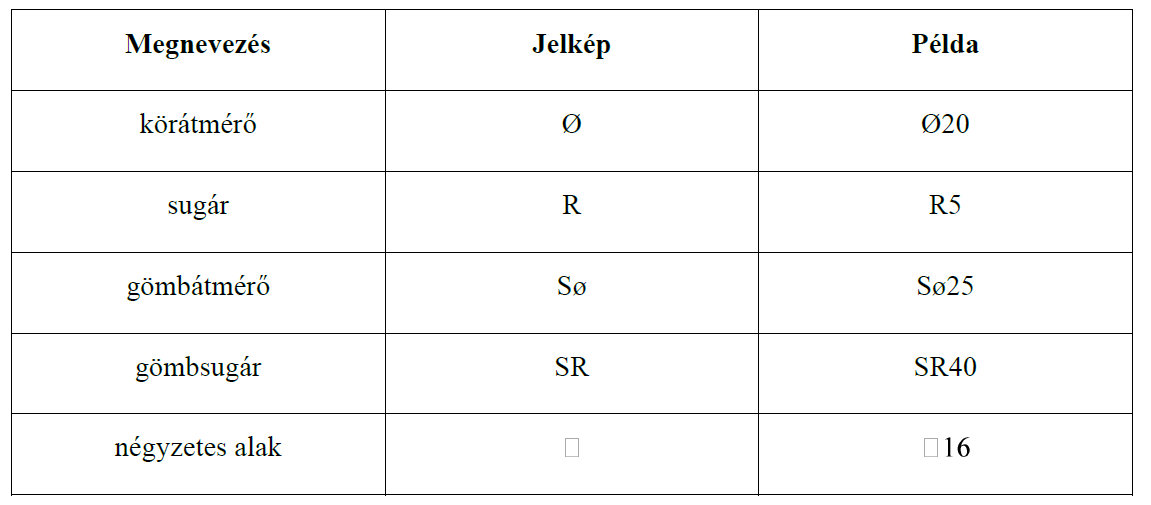 Megnevezés Jelkép Példa
körátmérő Ø Ø20
sugár R R5
gömbátmérő Sø Sø25
gömbsugár SR SR40
négyzetes alak □ □16